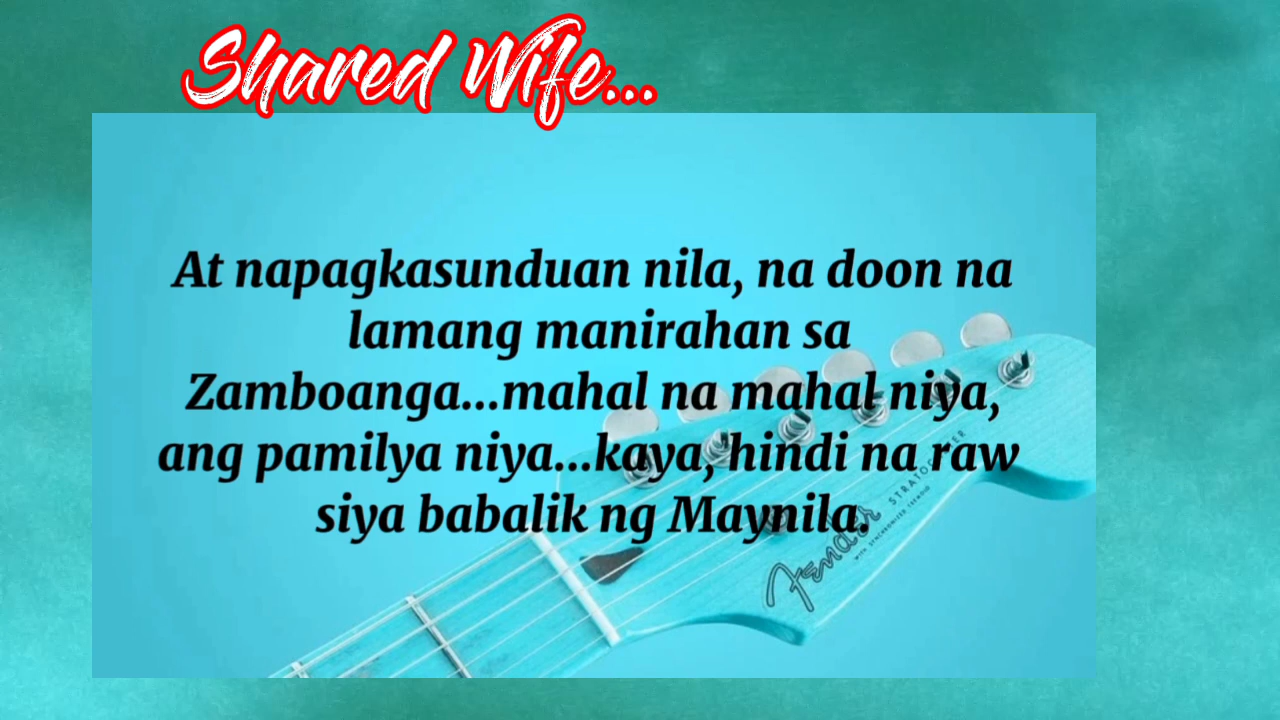 Shared Wife...
At napagkasunduan nila, na doon na
lamang manirahan sa
Zamboanga...mahal na mahal niya,
ang pamilya niya...kaya, hindi na raw
siya babalik ng Maynila.
Fender
STRATOCASTER